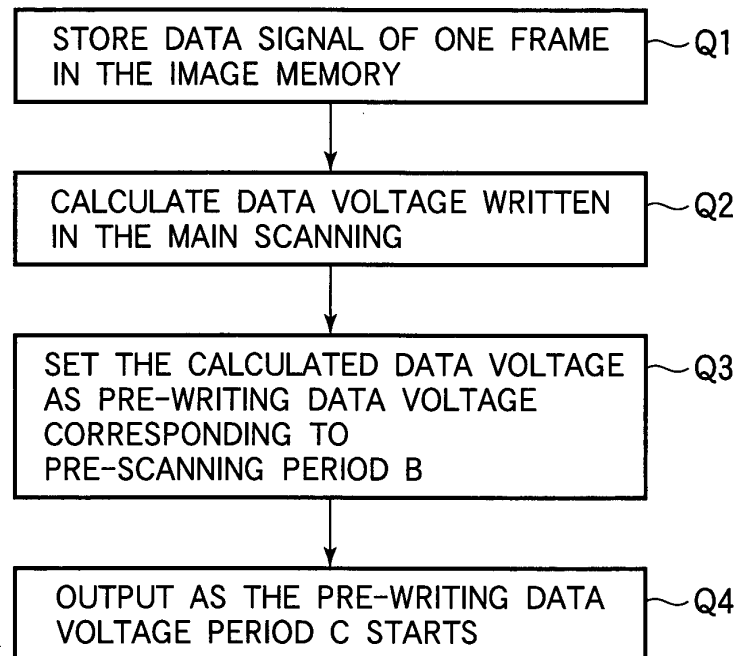 STORE DATA SIGNAL OF ONE FRAME
IN THE IMAGE MEMORY
Q1
CALCULATE DATA VOLTAGE WRITTEN
IN THE MAIN SCANNING
Q2
SET THE CALCULATED DATA VOLTAGE
AS PRE-WRITING DATA VOLTAGE
CORRESPONDING TO
PRE-SCANNING PERIOD B
Q3
OUTPUT AS THE PRE-WRITING DATA
VOLTAGE PERIOD C STARTS
Q4